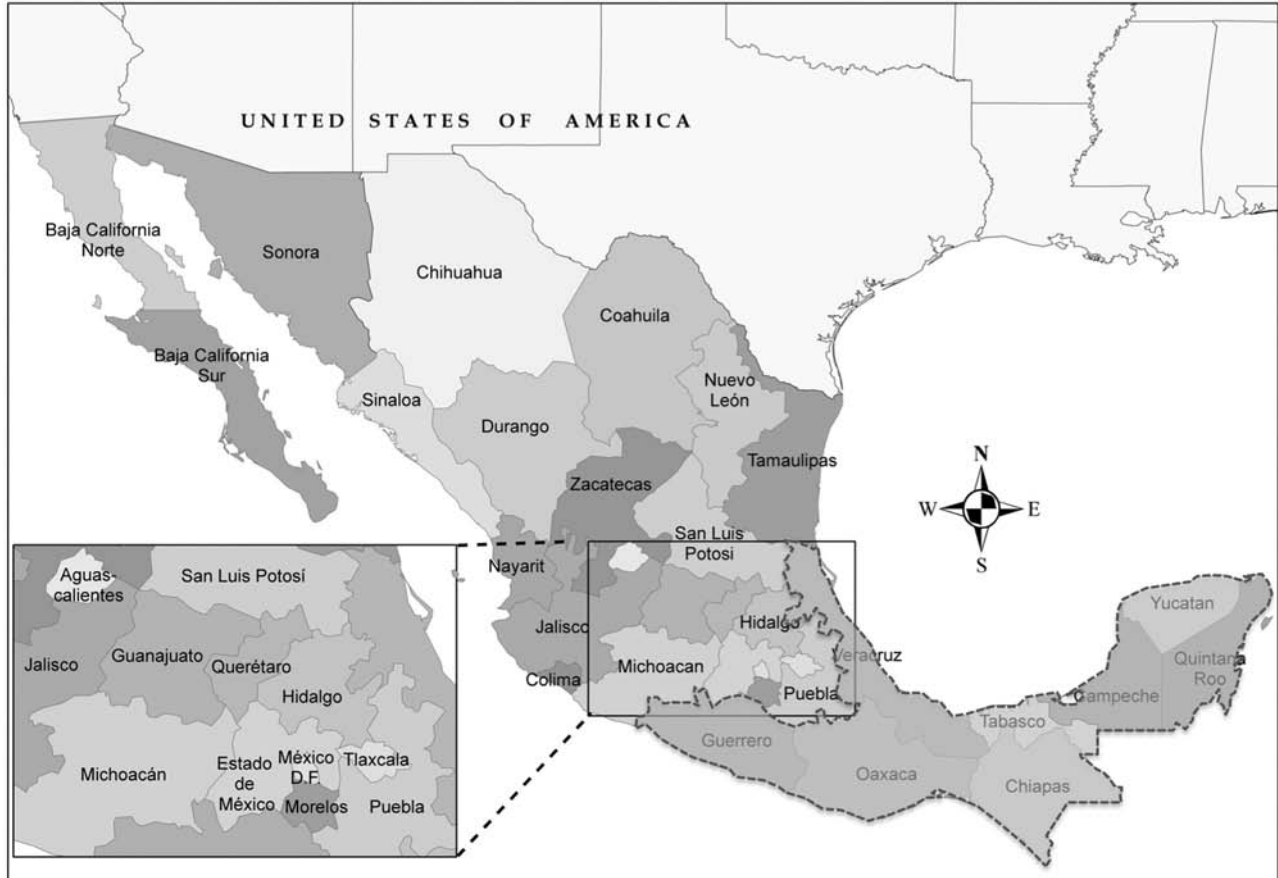 UNITED STATES OF AMERICA
Baja California
Norte
Sonora
Chihuahua
Coahuila
Baja California
Sur
Sinaloa
Nuevo
León
Durango
Tamaulipas
Zacatecas
N
W
E
S
San Luis
Potosi
Nayarit
Jalisco
Hidalgo
Michoacan
Colima
Puebla
Veracruz
Yucatan
Quintana
Roo
Campeche
Tabasco
Guerrero
Oaxaca
Chiapas
Aguas-
calientes
San Luis Potosí
Jalisco
Guanajuato
Querétaro
Hidalgo
Michoacán
Estado
de
México
México
D.F.
Tlaxcala
Morelos
Puebla